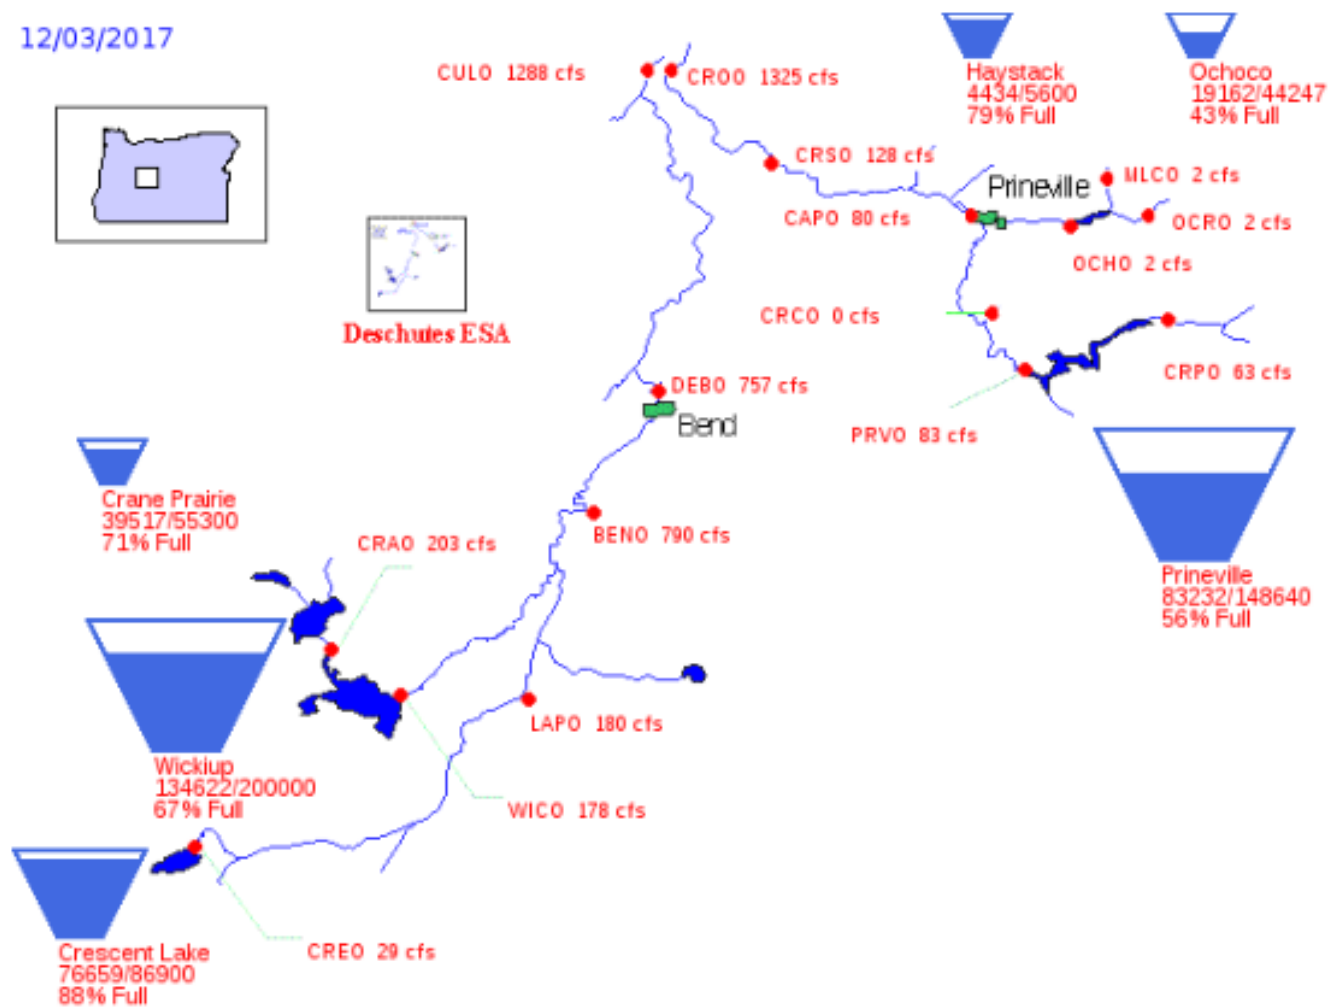 12/03/2017
Haystack
4434/5600
79% Full
Ochoco
19162/44247
43% Full
CULO 1288 cfs
CROO 1325 cfs
CRSO 128 cfs
Prineville
MLCO 2 cfs
CAPO 80 cfs
OCRO 2 cfs
OCHO 2 cfs
Deschutes ESA
CRCO 0 cfs
CRPO 63 cfs
DEBO 757 cfs
Bend
PRVO 83 cfs
Crane Prairie
39517/55300
71% Full
BENO 790 cfs
CRAO 203 cfs
Prineville
83232/148640
56% Full
LAPO 180 cfs
Wickiup
134622/200000
67% Full
WICO 178 cfs
CREO 29 cfs
Crescent Lake
76659/86900
88% Full